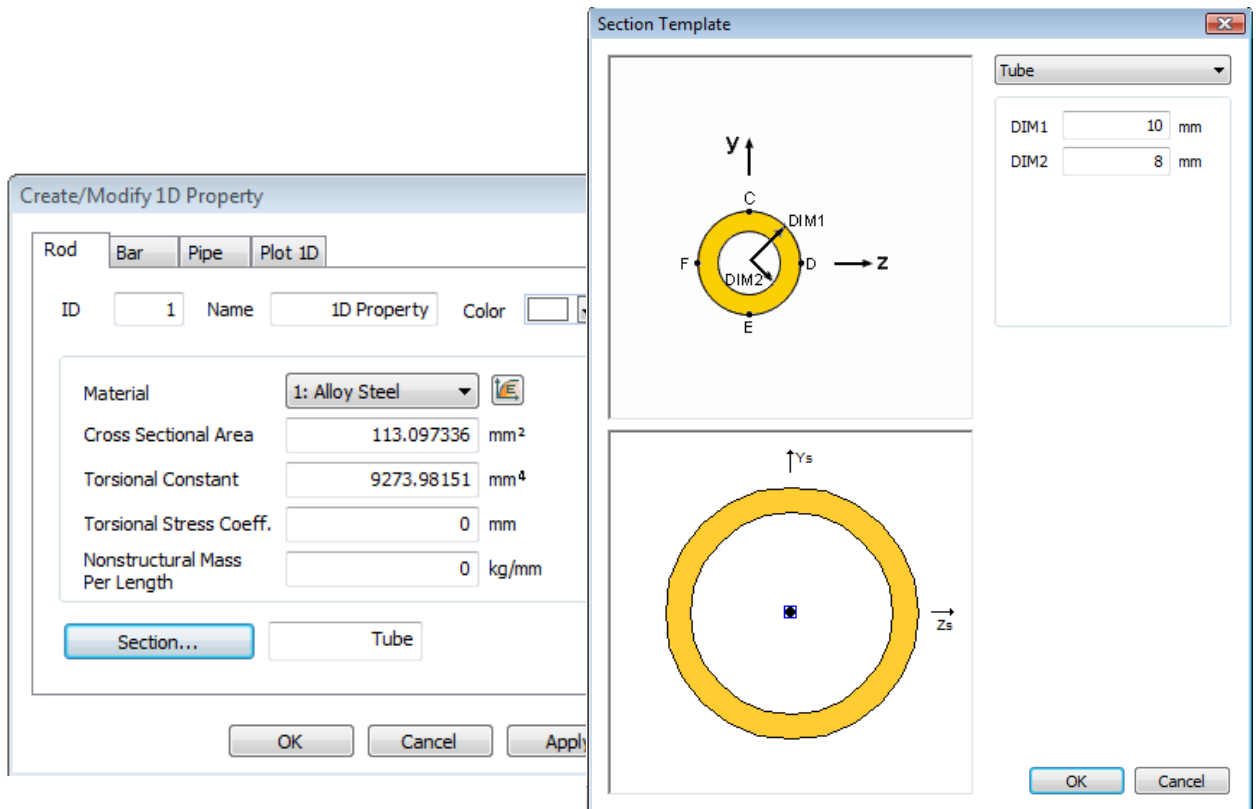 Create/Modify 1D Property
Rod Bar Pipe Plot 1D
ID 1 Name 1D Property Color
Material 1: Alloy Steel E
Cross Sectional Area 113.097336 mm²
Torsional Constant 9273.98151 mm⁴
Torsional Stress Coeff. 0 mm
Nonstructural Mass
Per Length 0 kg/mm
Section... Tube
OK Cancel Apply
Section Template
Tube
DIM1 10 mm
DIM2 8 mm
y
C
DIM1
F D z
DIM2
E
Ys
Zs
OK Cancel